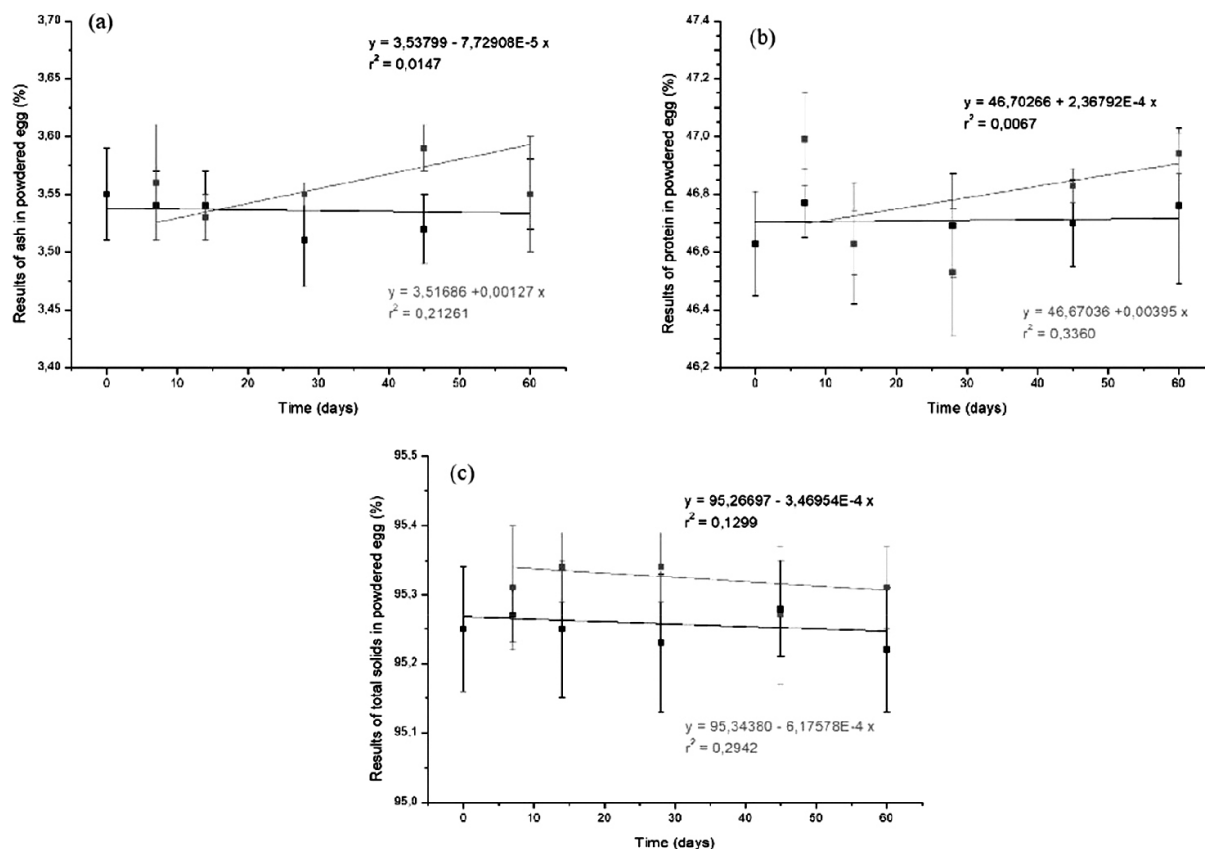 (a)
y = 3,53799 - 7,72908E-5 x
r² = 0,0147
y = 3,51686 +0,00127 x
r² = 0,21261
Results of ash in powdered egg (%)
3,70
3,65
3,60
3,55
3,50
3,45
3,40
0 10 20 30 40 50 60
Time (days)
(b)
y = 46,70266 + 2,36792E-4 x
r² = 0,0067
y = 46,67036 +0,00395 x
r² = 0,3360
Results of protein in powdered egg (%)
47,4
47,2
47,0
46,8
46,6
46,4
46,2
0 10 20 30 40 50 60
Time (days)
(c)
y = 95,26697 - 3,46954E-4 x
r² = 0,1299
y = 95,34380 - 6,17578E-4 x
r² = 0,2942
Results of total solids in powdered egg (%)
95,5
95,4
95,3
95,2
95,1
95,0
0 10 20 30 40 50 60
Time (days)